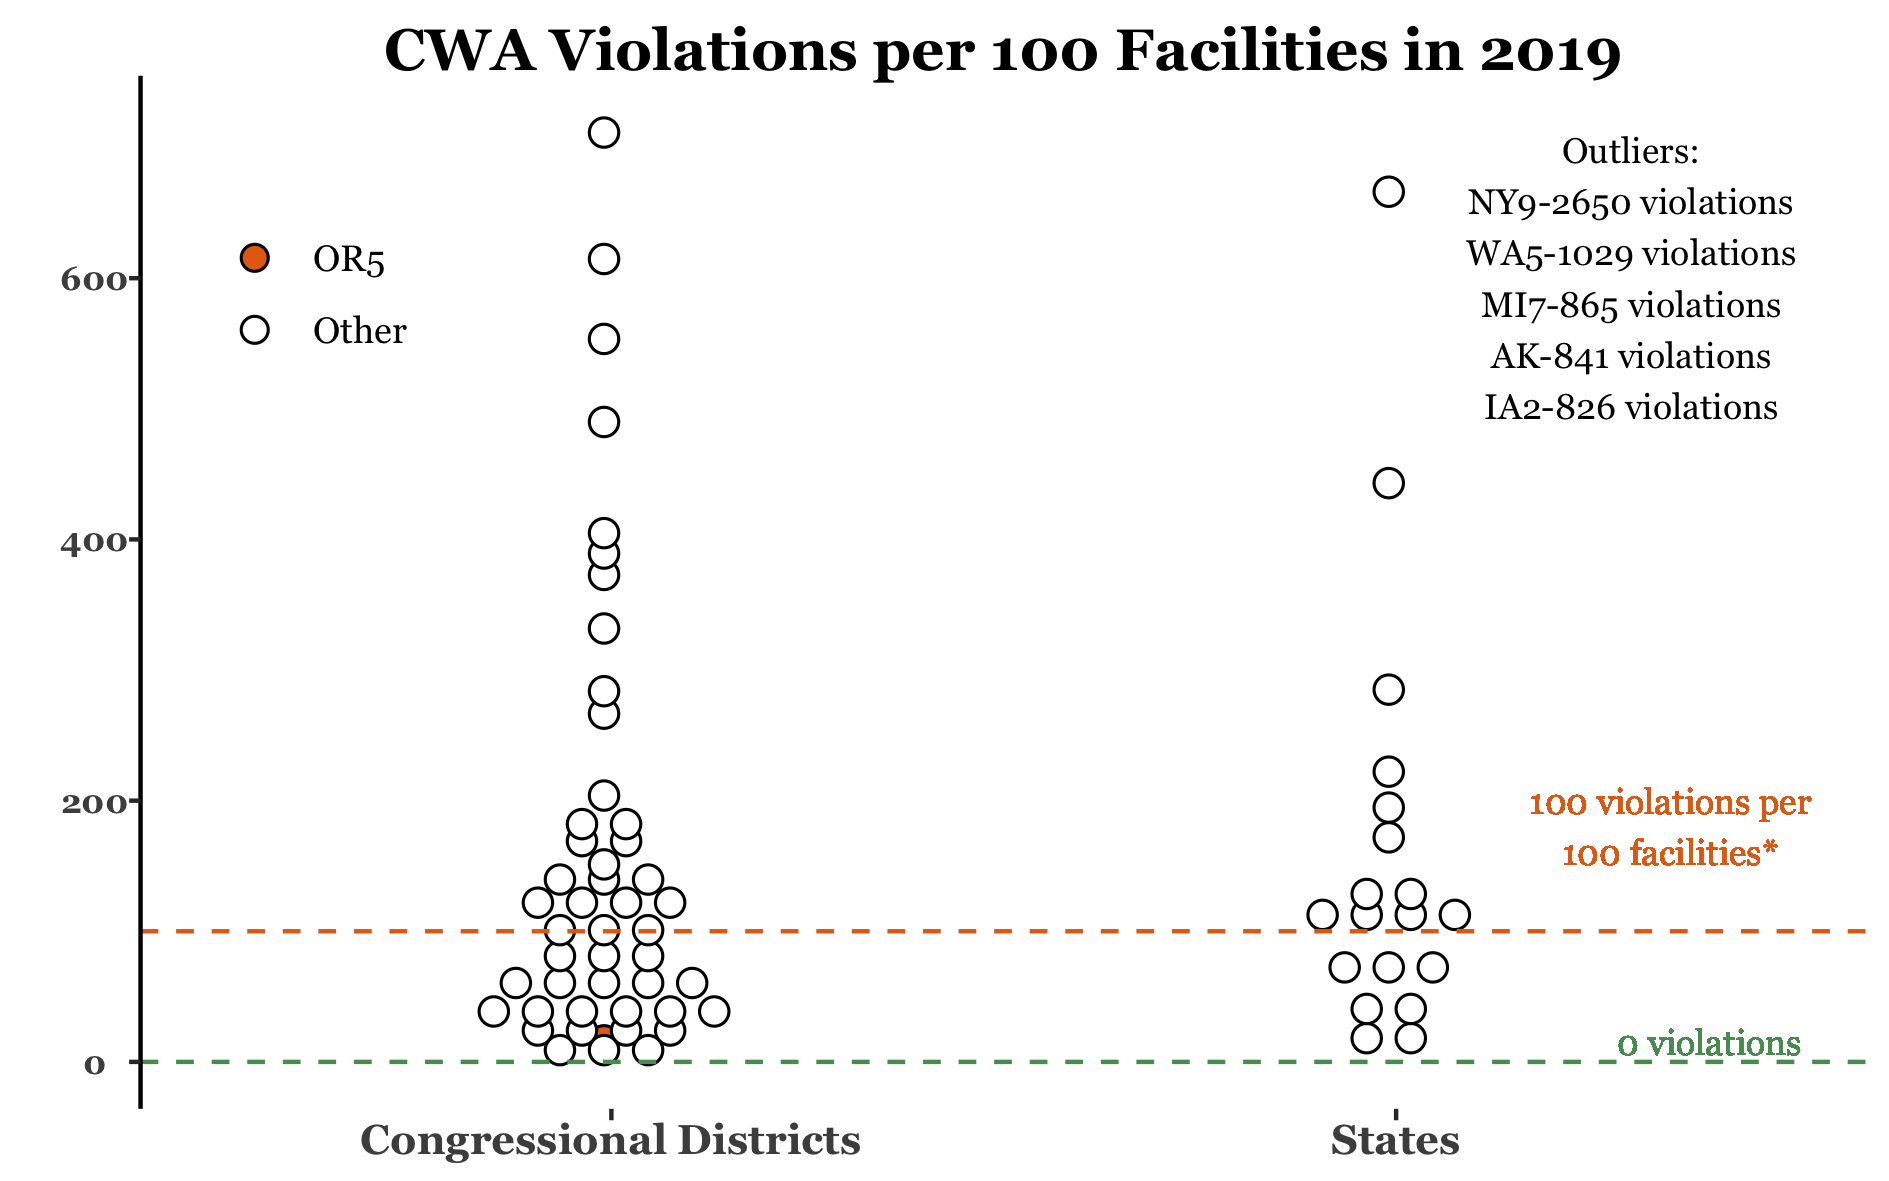 CWA Violations per 100 Facilities in 2019
Outliers:
NY9-2650 violations
WA5-1029 violations
MI7-865 violations
AK-841 violations
IA2-826 violations
OR5
Other
600
400
200
0
100 violations per
100 facilities*
0 violations
Congressional Districts
States